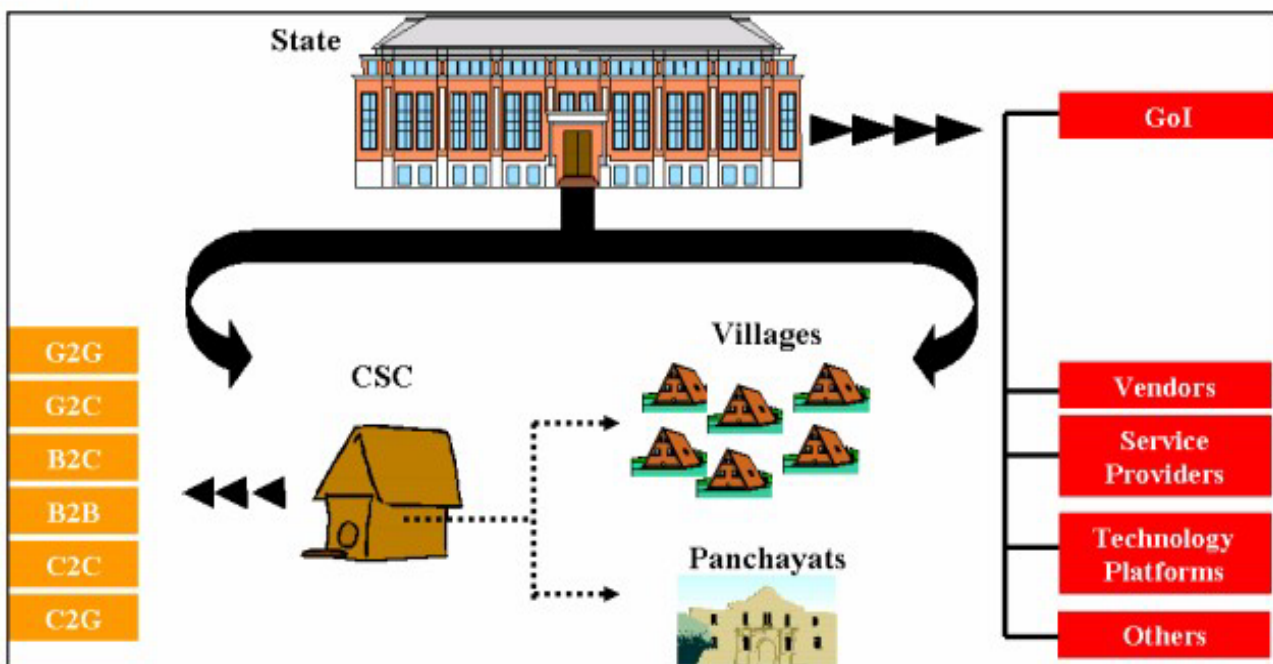 State
GoI
Villages
CSC
G2G
G2C
B2C
B2B
C2C
C2G
Vendors
Service
Providers
Technology
Platforms
Others
Panchayats